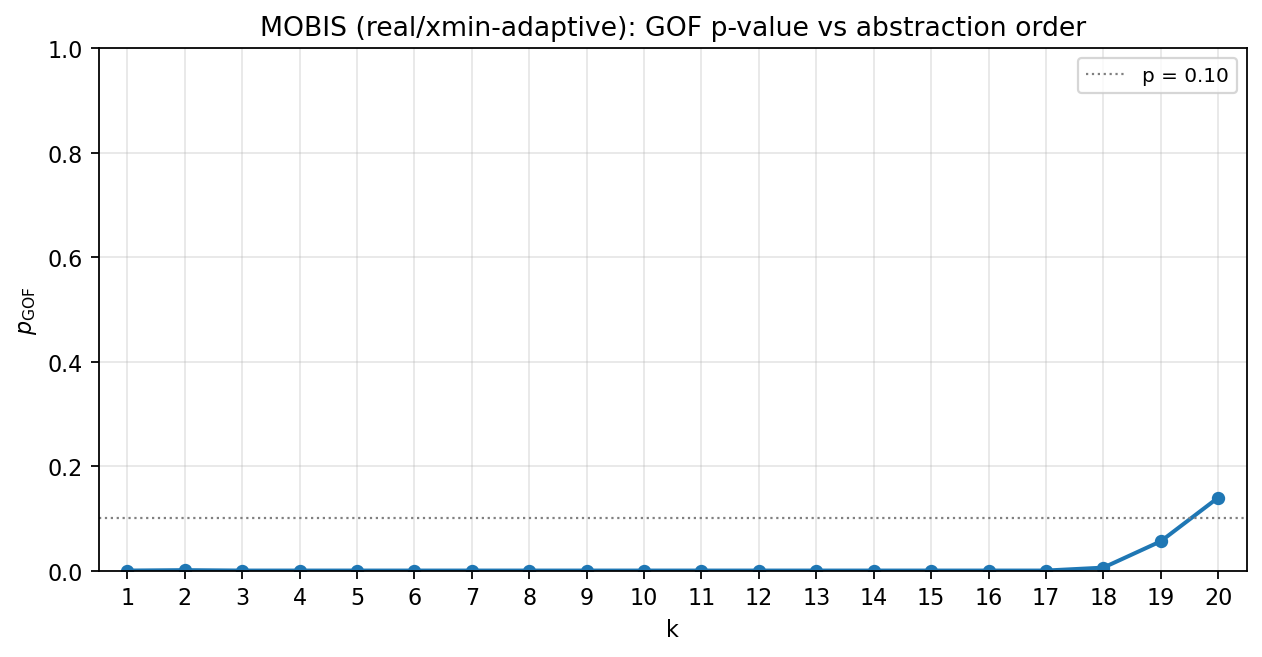 MOBIS (real/xmin-adaptive): GOF p-value vs abstraction order
p = 0.10
1.0
0.8
0.6
0.4
0.2
0.0
pGOF
1 2 3 4 5 6 7 8 9 10 11 12 13 14 15 16 17 18 19 20
k